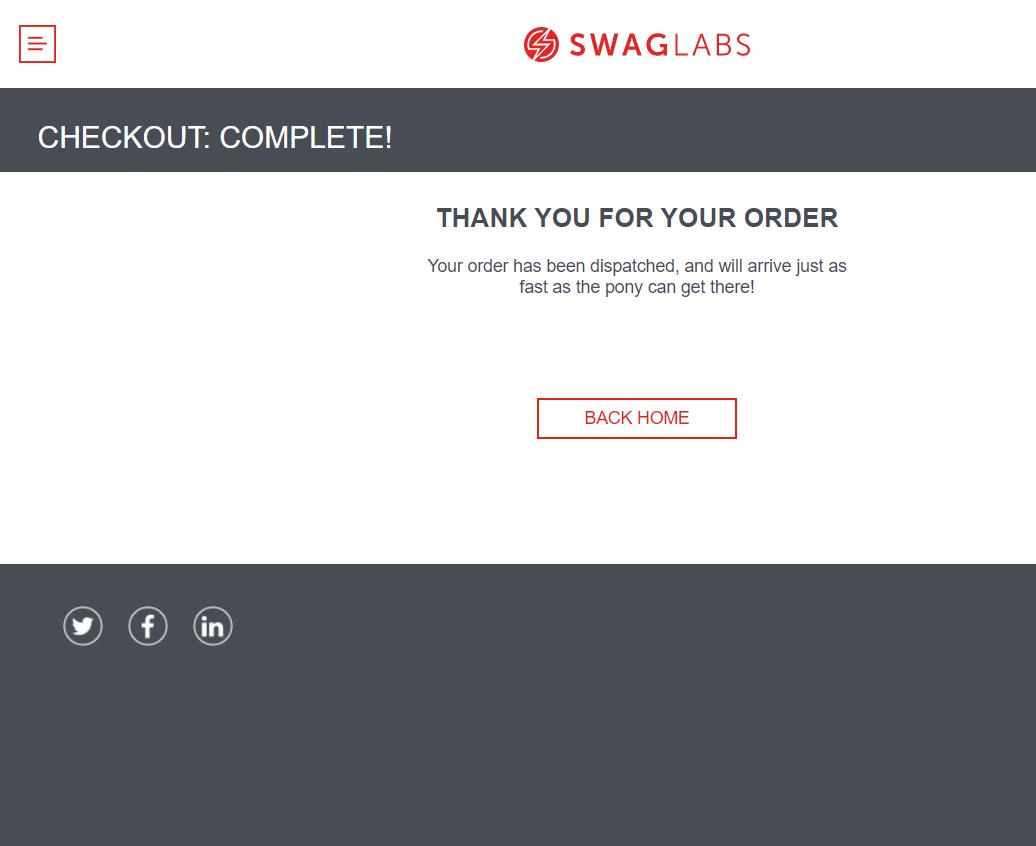 SWAGLABS
CHECKOUT: COMPLETE!
THANK YOU FOR YOUR ORDER
Your order has been dispatched, and will arrive just as
fast as the pony can get there!
BACK HOME
f
in